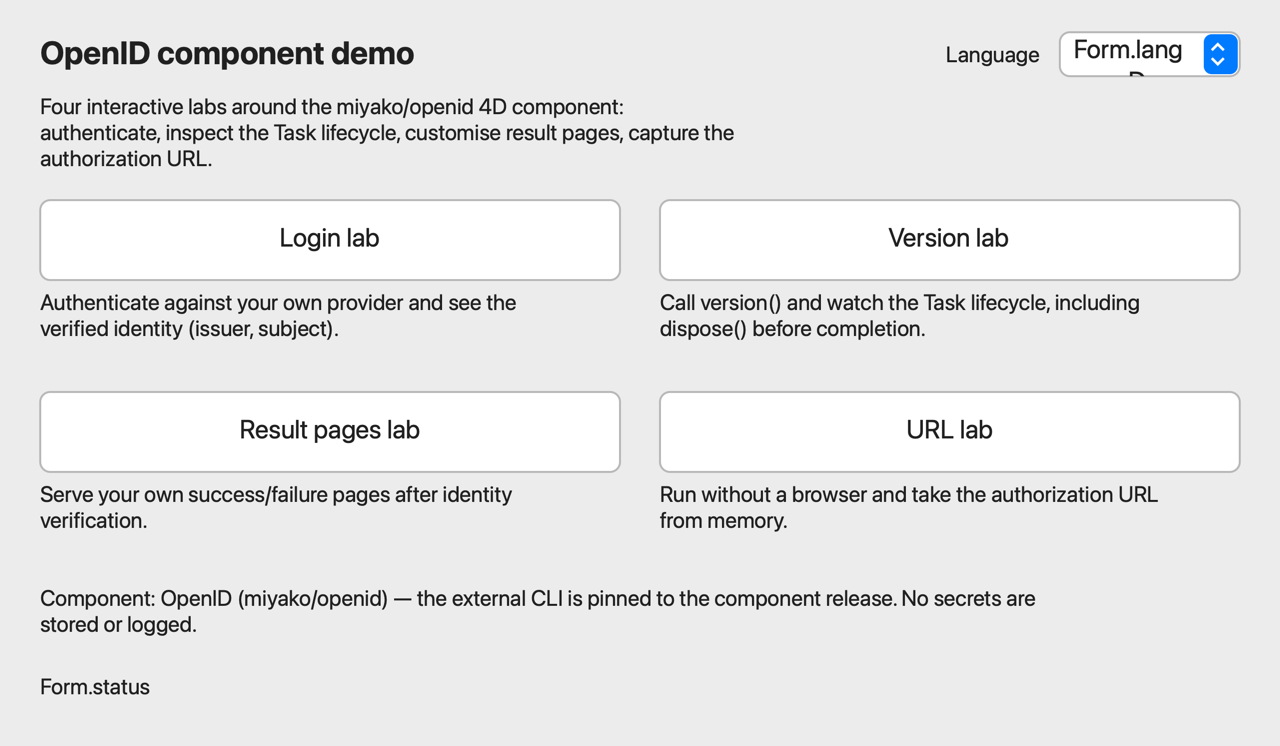 OpenID component demo
Language
Form.lang
Four interactive labs around the miyako/openid 4D component:
authenticate, inspect the Task lifecycle, customise result pages, capture the
authorization URL.
Login lab
Version lab
Authenticate against your own provider and see the
verified identity (issuer, subject).
Call version() and watch the Task lifecycle, including
dispose() before completion.
Result pages lab
URL lab
Serve your own success/failure pages after identity
verification.
Run without a browser and take the authorization URL
from memory.
Component: OpenID (miyako/openid) — the external CLI is pinned to the component release. No secrets are
stored or logged.
Form.status